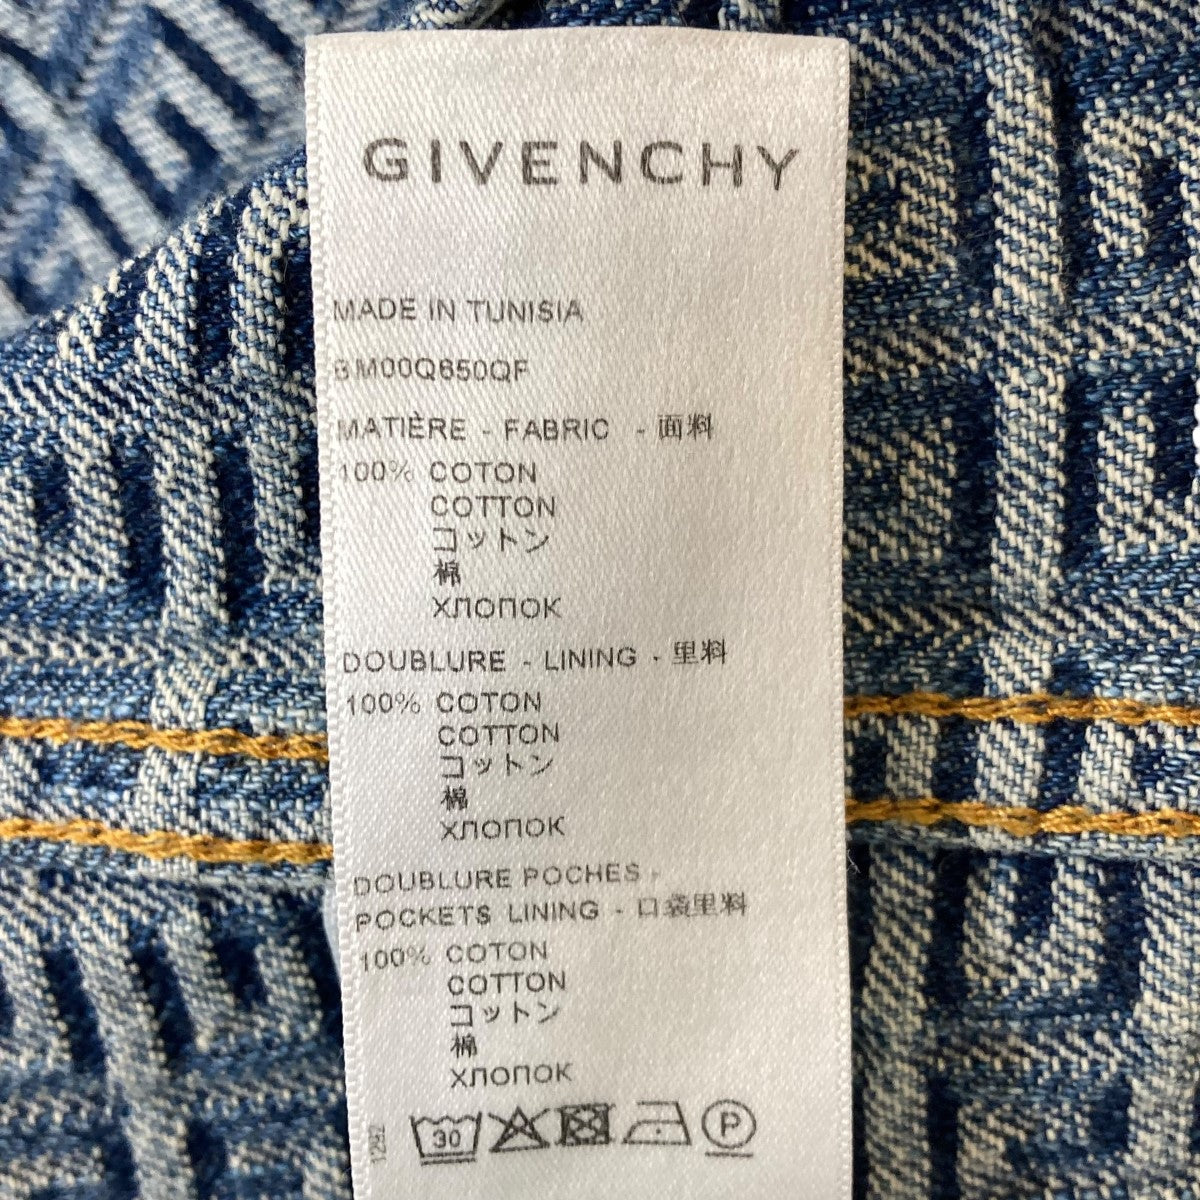 GIVENCHY
MADE IN TUNISIA
BM00Q650QF
MATIÈRE - FABRIC - 面料
100% COTON
COTTON
コットン
棉
ХЛОПОК
DOUBLURE - LINING - 里料
100% COTON
COTTON
コットン
棉
ХЛОПОК
DOUBLURE POCHES -
POCKETS LINING - 口袋里料
100% COTON
COTTON
コットン
棉
ХЛОПОК
30 P